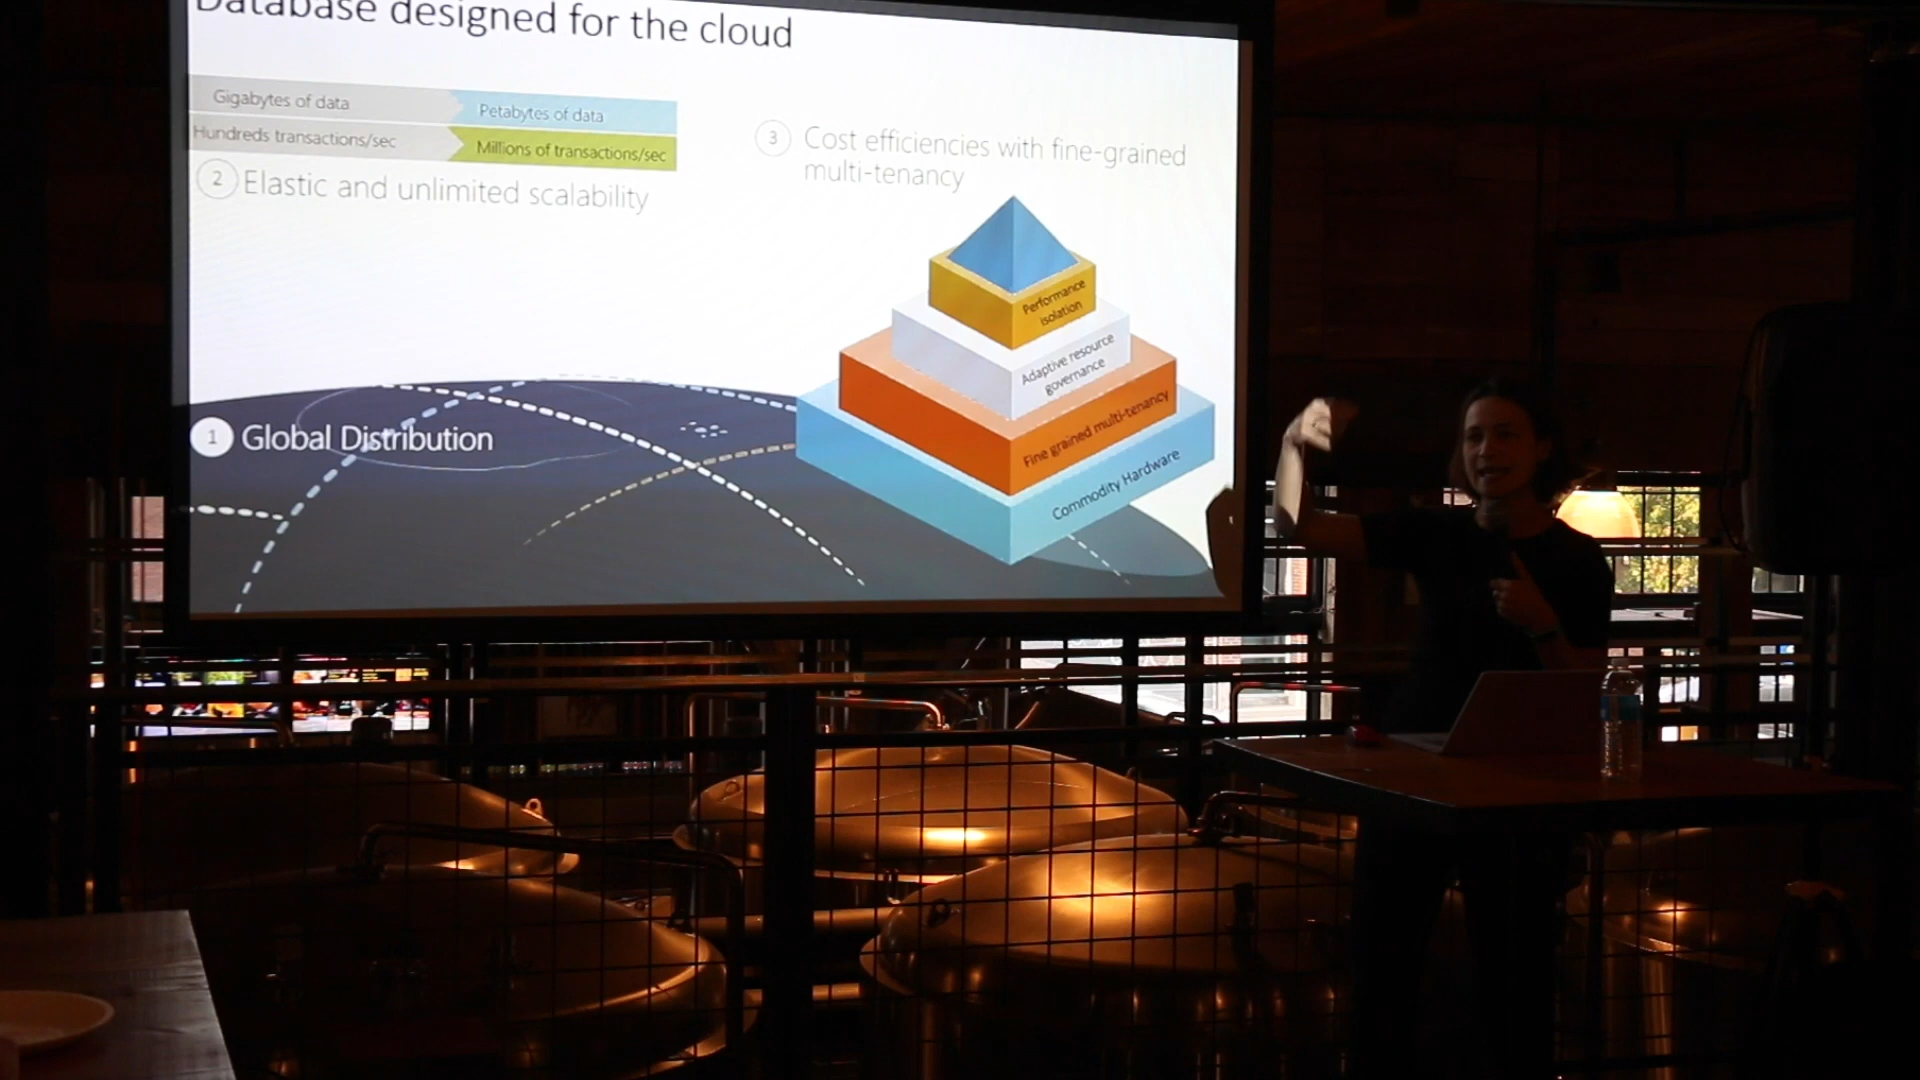 Database designed for the cloud
Gigabytes of data
Petabytes of data
Hundreds transactions/sec
Millions of transactions/sec
2 Elastic and unlimited scalability
3 Cost efficiencies with fine-grained
multi-tenancy
Performance
isolation
Adaptive resource
governance
Fine grained multi-tenancy
Commodity Hardware
1 Global Distribution